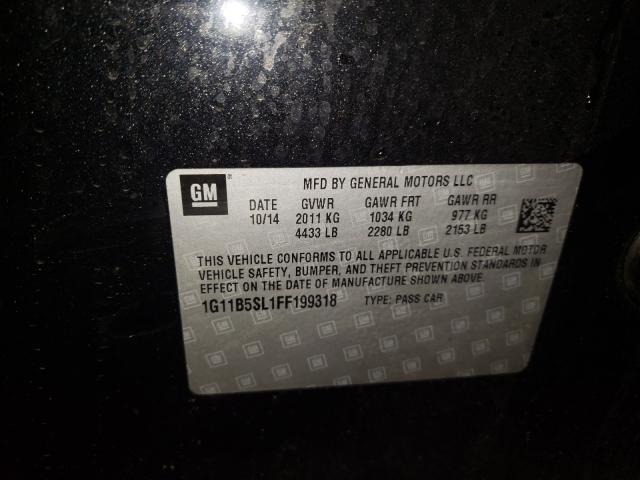 GM
MFD BY GENERAL MOTORS LLC
DATE GVWR GAWR FRT GAWR RR
10/14 2011 KG 1034 KG 977 KG
4433 LB 2280 LB 2153 LB
THIS VEHICLE CONFORMS TO ALL APPLICABLE U.S. FEDERAL MOTOR
VEHICLE SAFETY, BUMPER, AND THEFT PREVENTION STANDARDS IN
EFFECT ON THE DATE OF MANUFACTURE SHOWN ABOVE.
1G11B5SL1FF199318 TYPE: PASS CAR